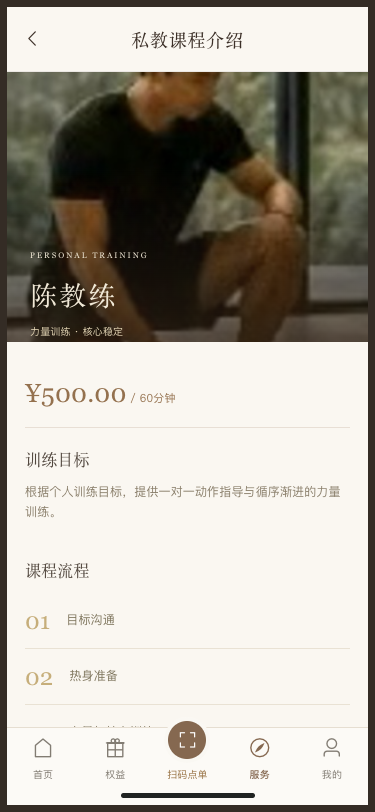 私教课程介绍
PERSONAL TRAINING
陈教练
力量训练 · 核心稳定
¥500.00 / 60分钟
训练目标
根据个人训练目标，提供一对一动作指导与循序渐进的力量
训练。
课程流程
01 目标沟通
02 热身准备
首页 权益 扫码点单 服务 我的